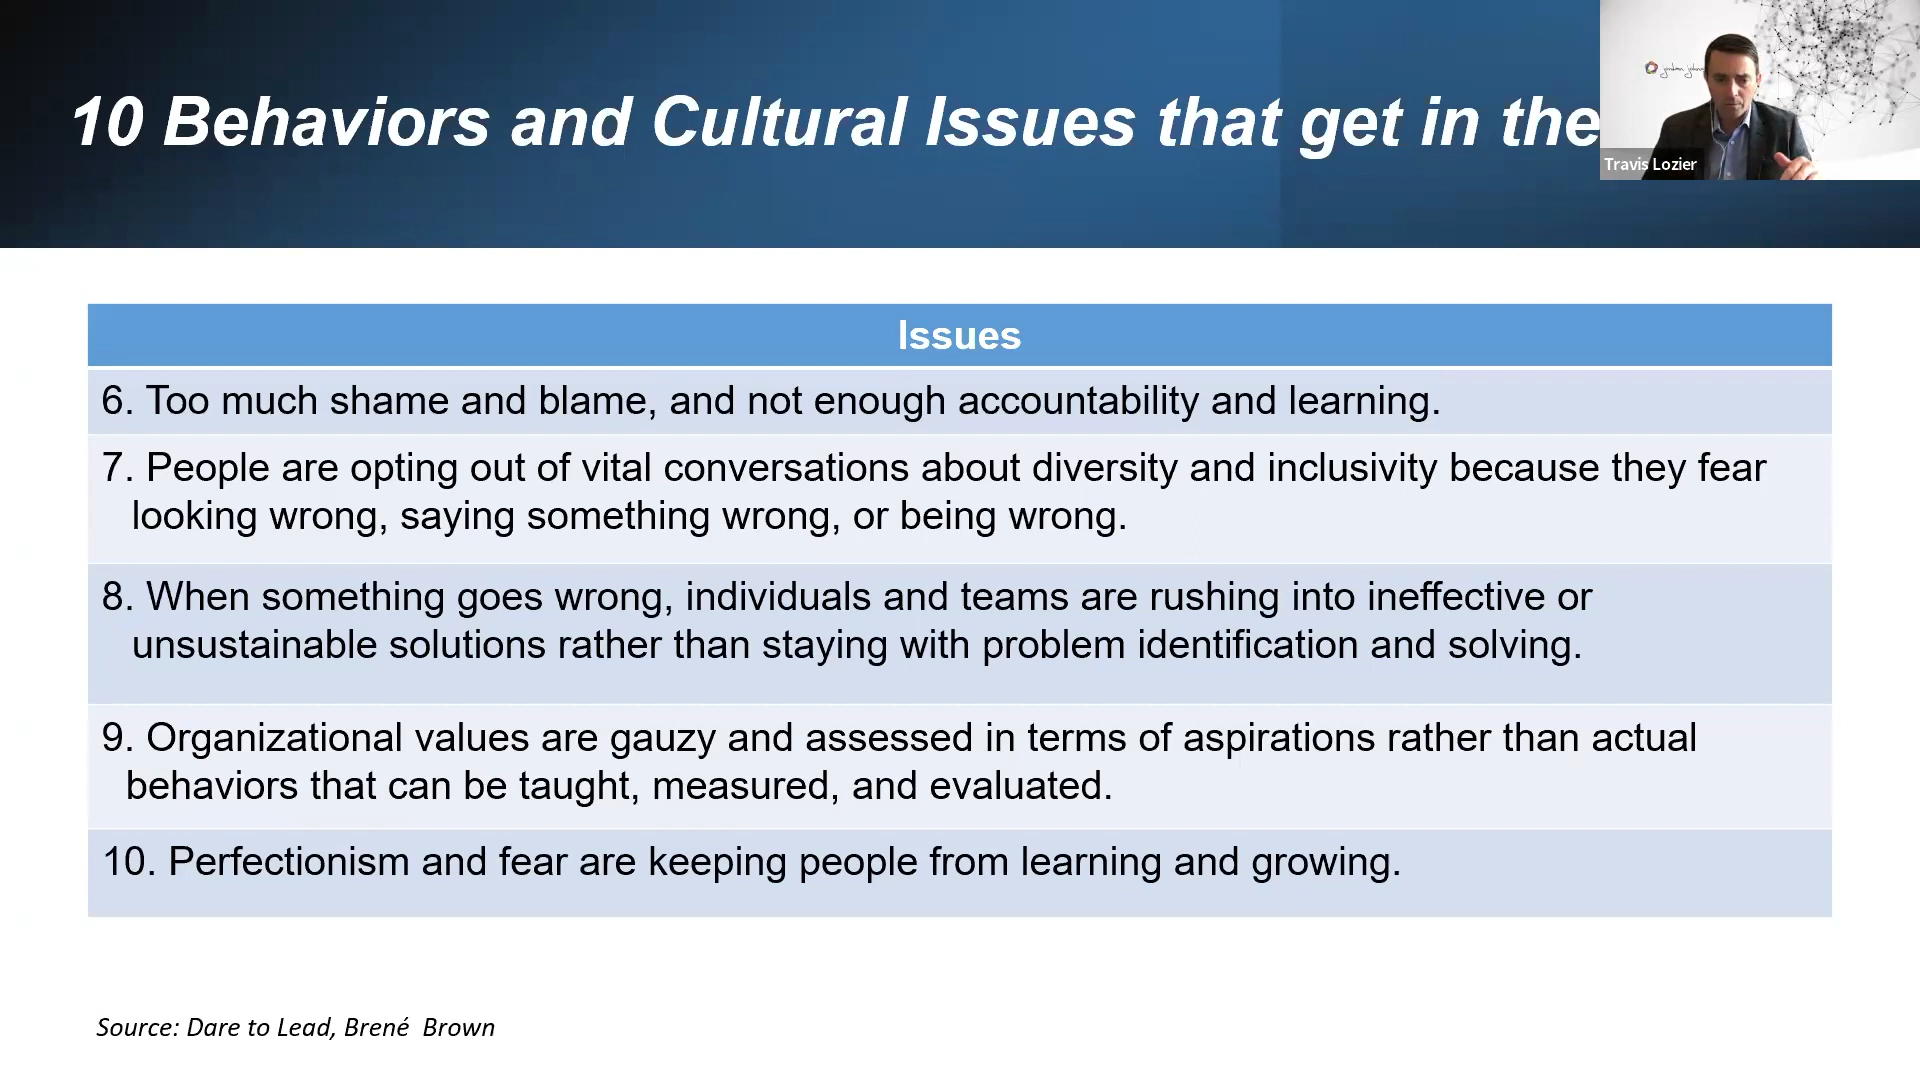 10 Behaviors and Cultural Issues that get in the
Travis Lozier
Issues
6. Too much shame and blame, and not enough accountability and learning.
7. People are opting out of vital conversations about diversity and inclusivity because they fear
looking wrong, saying something wrong, or being wrong.
8. When something goes wrong, individuals and teams are rushing into ineffective or
unsustainable solutions rather than staying with problem identification and solving.
9. Organizational values are gauzy and assessed in terms of aspirations rather than actual
behaviors that can be taught, measured, and evaluated.
10. Perfectionism and fear are keeping people from learning and growing.
Source: Dare to Lead, Brené  Brown